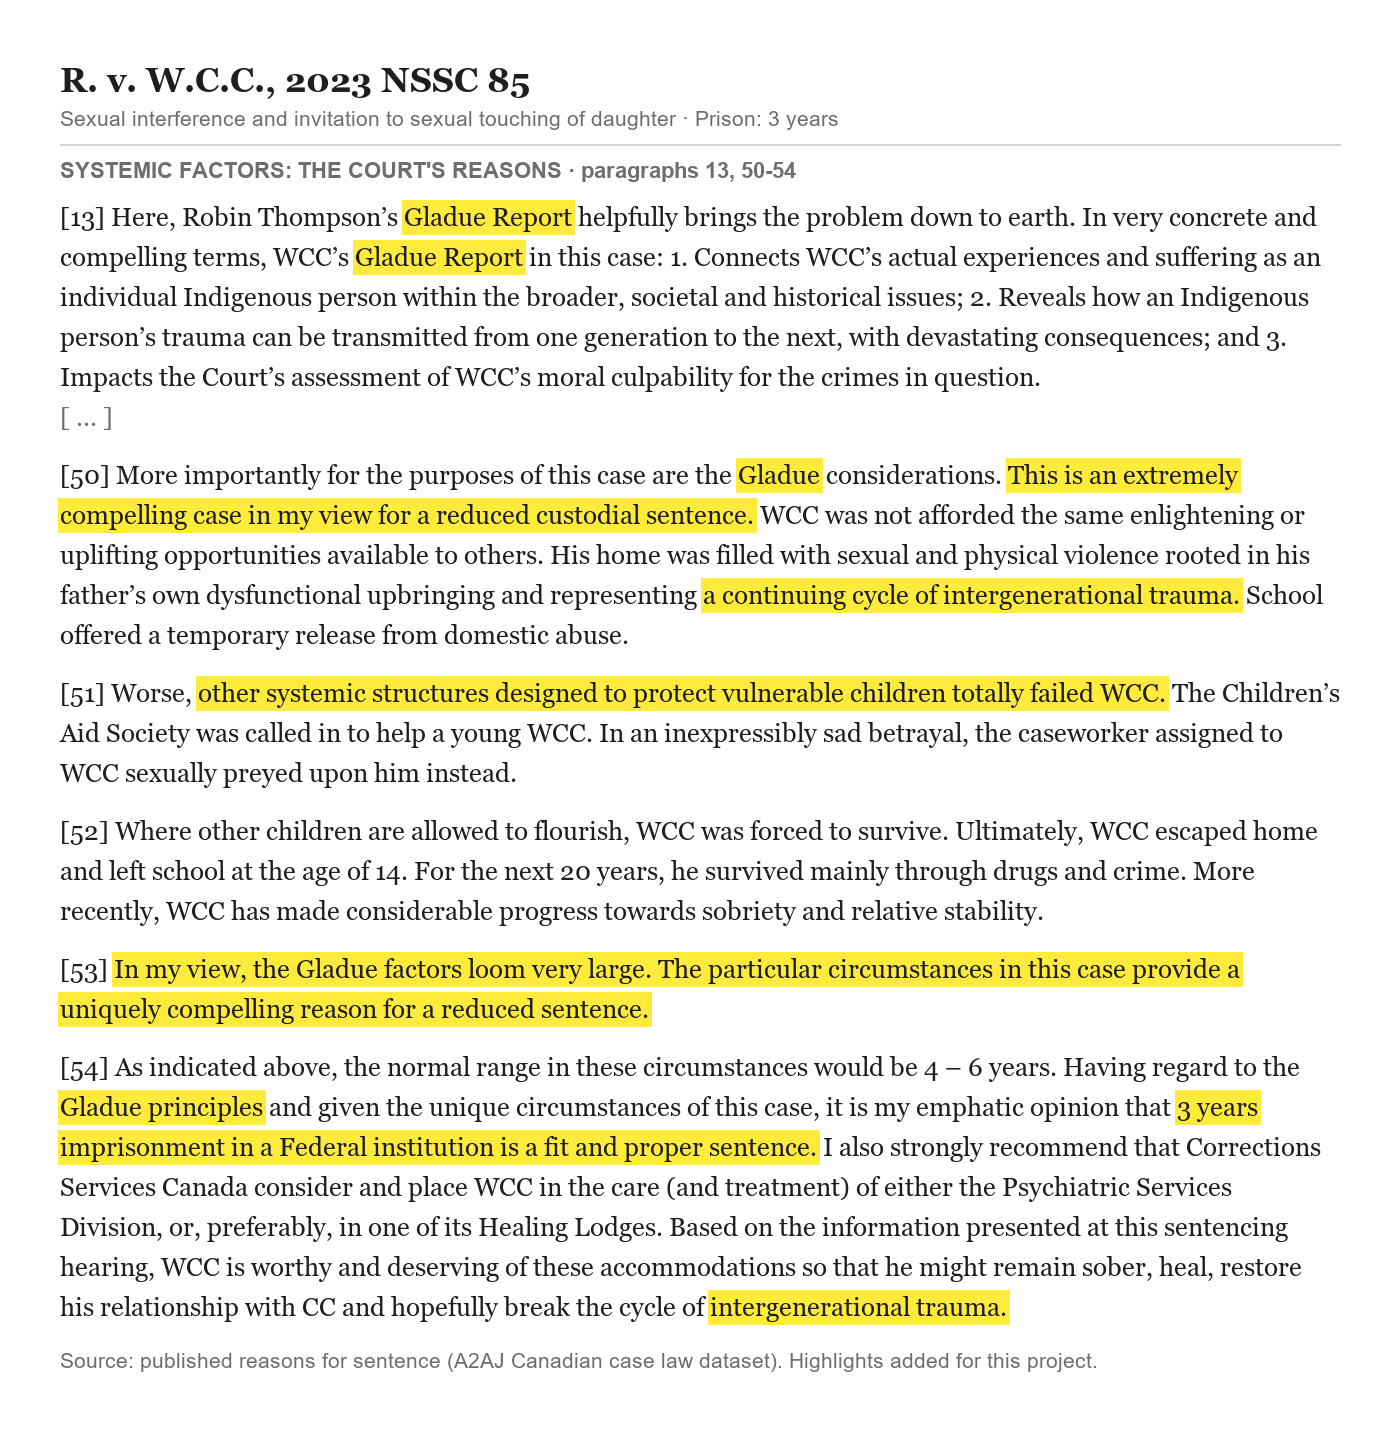 R. v. W.C.C., 2023 NSSC 85
Sexual interference and invitation to sexual touching of daughter · Prison: 3 years
SYSTEMIC FACTORS: THE COURT'S REASONS · paragraphs 13, 50-54
[13] Here, Robin Thompson’s Gladue Report helpfully brings the problem down to earth. In very concrete and
compelling terms, WCC’s Gladue Report in this case: 1. Connects WCC’s actual experiences and suffering as an
individual Indigenous person within the broader, societal and historical issues; 2. Reveals how an Indigenous
person’s trauma can be transmitted from one generation to the next, with devastating consequences; and 3.
Impacts the Court’s assessment of WCC’s moral culpability for the crimes in question.
[ ... ]
[50] More importantly for the purposes of this case are the Gladue considerations. This is an extremely
compelling case in my view for a reduced custodial sentence. WCC was not afforded the same enlightening or
uplifting opportunities available to others. His home was filled with sexual and physical violence rooted in his
father’s own dysfunctional upbringing and representing a continuing cycle of intergenerational trauma. School
offered a temporary release from domestic abuse.
[51] Worse, other systemic structures designed to protect vulnerable children totally failed WCC. The Children’s
Aid Society was called in to help a young WCC. In an inexpressibly sad betrayal, the caseworker assigned to
WCC sexually preyed upon him instead.
[52] Where other children are allowed to flourish, WCC was forced to survive. Ultimately, WCC escaped home
and left school at the age of 14. For the next 20 years, he survived mainly through drugs and crime. More
recently, WCC has made considerable progress towards sobriety and relative stability.
[53] In my view, the Gladue factors loom very large. The particular circumstances in this case provide a
uniquely compelling reason for a reduced sentence.
[54] As indicated above, the normal range in these circumstances would be 4 – 6 years. Having regard to the
Gladue principles and given the unique circumstances of this case, it is my emphatic opinion that 3 years
imprisonment in a Federal institution is a fit and proper sentence. I also strongly recommend that Corrections
Services Canada consider and place WCC in the care (and treatment) of either the Psychiatric Services
Division, or, preferably, in one of its Healing Lodges. Based on the information presented at this sentencing
hearing, WCC is worthy and deserving of these accommodations so that he might remain sober, heal, restore
his relationship with CC and hopefully break the cycle of intergenerational trauma.
Source: published reasons for sentence (A2AJ Canadian case law dataset). Highlights added for this project.